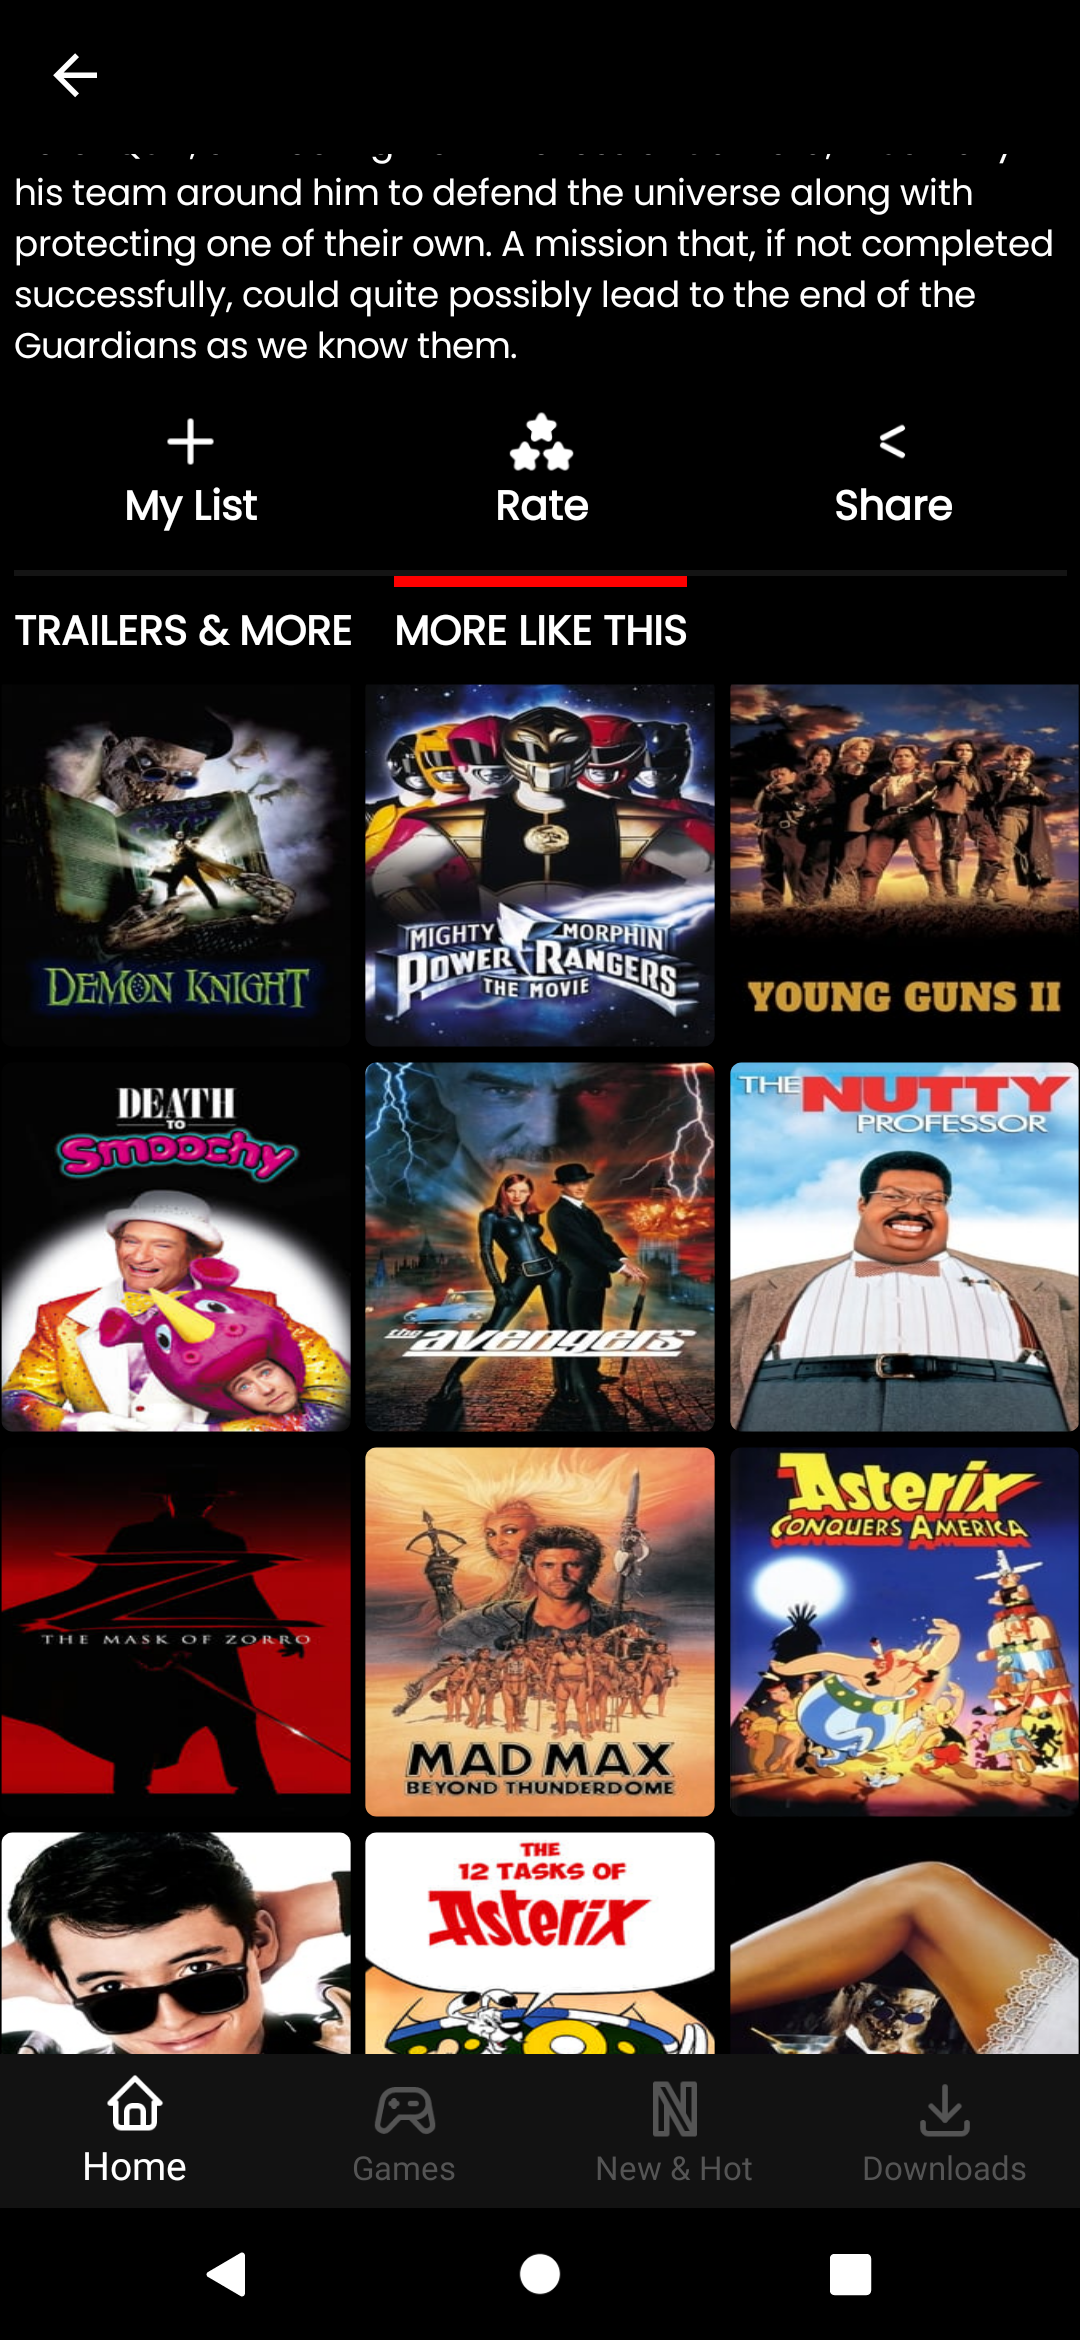 his team around him to defend the universe along with
protecting one of their own. A mission that, if not completed
successfully, could quite possibly lead to the end of the
Guardians as we know them.
My List
Rate
Share
TRAILERS & MORE
MORE LIKE THIS
DEMON KNIGHT
MIGHTY MORPHIN
POWER RANGERS
THE MOVIE
YOUNG GUNS II
DEATH
TO
Smoochy
the avengers
THE NUTTY
PROFESSOR
THE MASK OF ZORRO
MAD MAX
BEYOND THUNDERDOME
Asterix
CONQUERS AMERICA
THE
12 TASKS OF
Asterix
Home
Games
New & Hot
Downloads